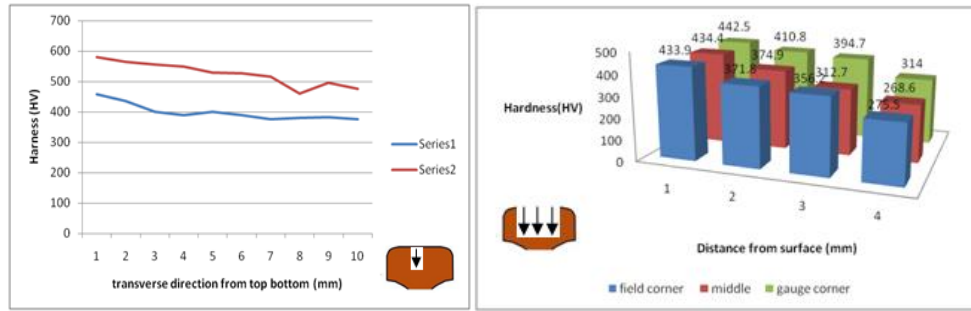 700
600
500
400
300
200
100
0
Harness (HV)
1 2 3 4 5 6 7 8 9 10
transverse direction from top bottom (mm)
Series1
Series2
442.5
410.8
394.7
314
434.4
374.9
312.7
268.6
433.9
371.8
356.2
275.5
500
400
300
200
100
0
Hardness(HV)
1 2 3 4
Distance from surface (mm)
field corner middle gauge corner